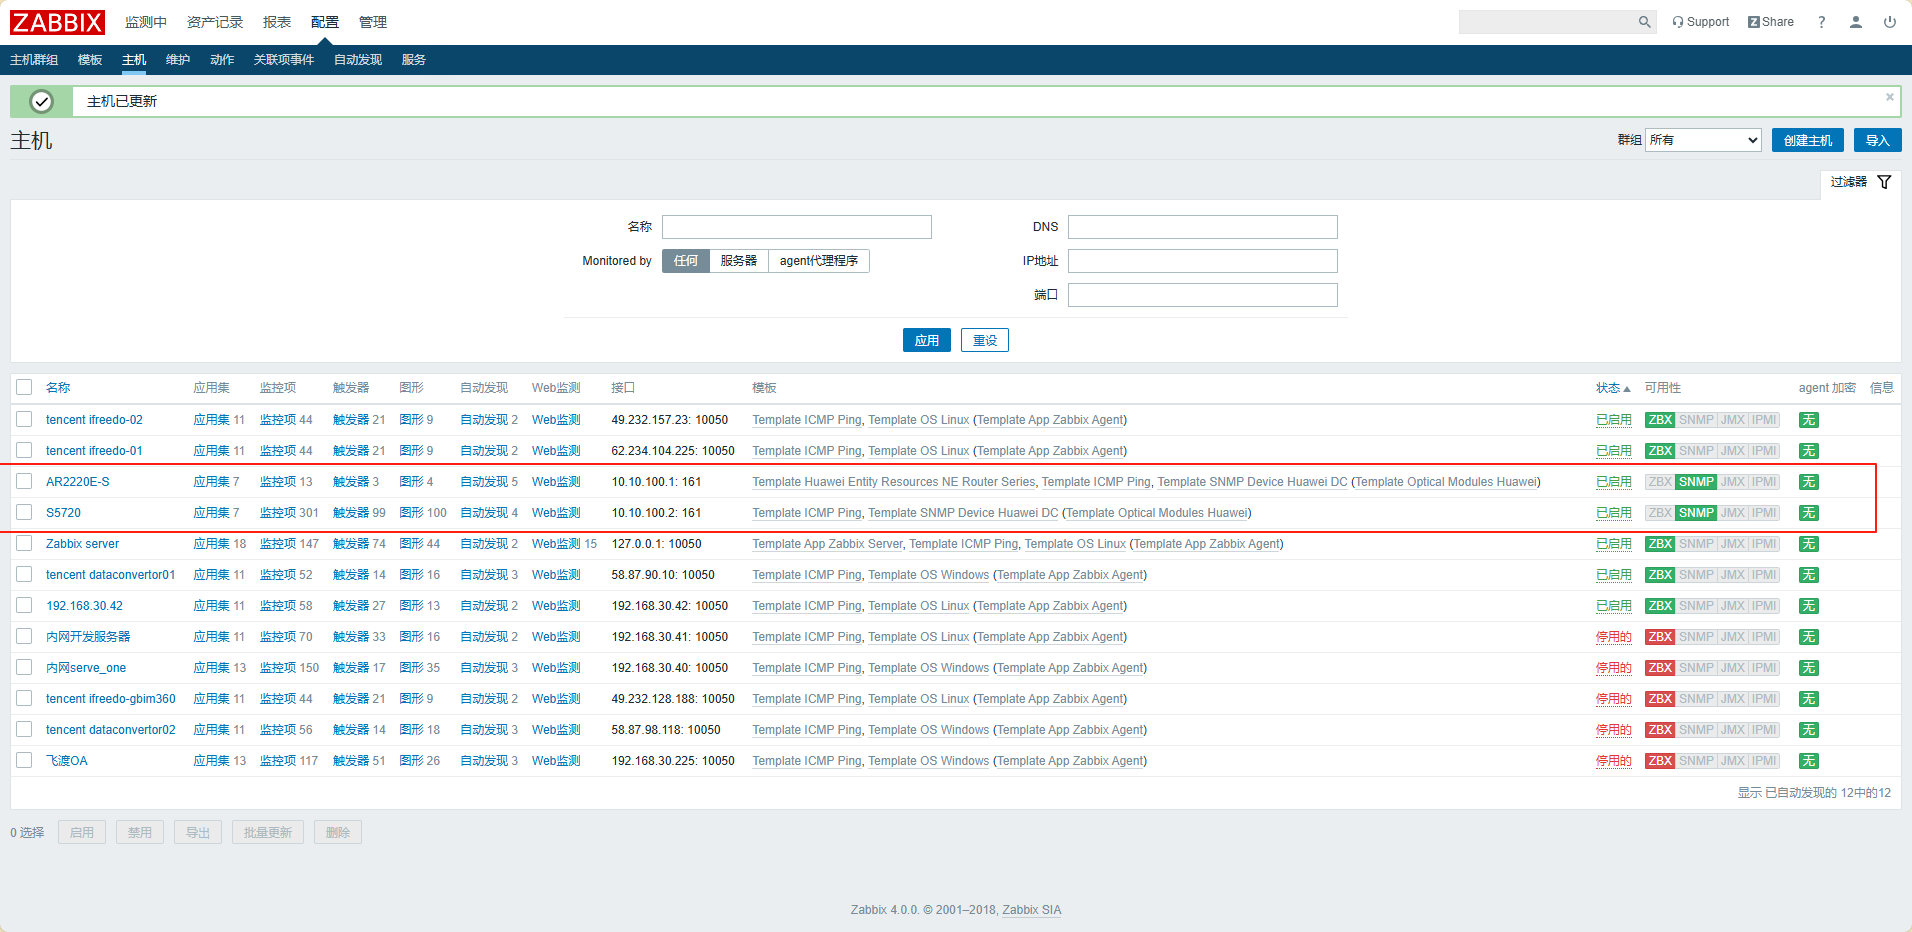 ZABBIX 监测中 资产记录 报表 配置 管理 Support Z Share ?
主机群组 模板 主机 维护 动作 关联项事件 自动发现 服务
主机已更新 ×
主机 群组 所有 创建主机 导入
过滤器
名称 DNS
Monitored by 任何 服务器 agent代理程序 IP地址
端口
应用 重设
名称 应用集 监控项 触发器 图形 自动发现 Web监测 接口 模板 状态▲ 可用性 agent 加密 信息
tencent ifreedo-02 应用集 11 监控项 44 触发器 21 图形 9 自动发现 2 Web监测 49.232.157.23: 10050 Template ICMP Ping, Template OS Linux (Template App Zabbix Agent) 已启用 ZBX SNMP JMX IPMI 无
tencent ifreedo-01 应用集 11 监控项 44 触发器 21 图形 9 自动发现 2 Web监测 62.234.104.225: 10050 Template ICMP Ping, Template OS Linux (Template App Zabbix Agent) 已启用 ZBX SNMP JMX IPMI 无
AR2220E-S 应用集 7 监控项 13 触发器 3 图形 4 自动发现 5 Web监测 10.10.100.1: 161 Template Huawei Entity Resources NE Router Series, Template ICMP Ping, Template SNMP Device Huawei DC (Template Optical Modules Huawei) 已启用 ZBX SNMP JMX IPMI 无
S5720 应用集 7 监控项 301 触发器 99 图形 100 自动发现 4 Web监测 10.10.100.2: 161 Template ICMP Ping, Template SNMP Device Huawei DC (Template Optical Modules Huawei) 已启用 ZBX SNMP JMX IPMI 无
Zabbix server 应用集 18 监控项 147 触发器 74 图形 44 自动发现 2 Web监测 15 127.0.0.1: 10050 Template App Zabbix Server, Template ICMP Ping, Template OS Linux (Template App Zabbix Agent) 已启用 ZBX SNMP JMX IPMI 无
tencent dataconvertor01 应用集 11 监控项 52 触发器 14 图形 16 自动发现 3 Web监测 58.87.90.10: 10050 Template ICMP Ping, Template OS Windows (Template App Zabbix Agent) 已启用 ZBX SNMP JMX IPMI 无
192.168.30.42 应用集 11 监控项 58 触发器 27 图形 13 自动发现 2 Web监测 192.168.30.42: 10050 Template ICMP Ping, Template OS Linux (Template App Zabbix Agent) 已启用 ZBX SNMP JMX IPMI 无
内网开发服务器 应用集 11 监控项 70 触发器 33 图形 16 自动发现 2 Web监测 192.168.30.41: 10050 Template ICMP Ping, Template OS Linux (Template App Zabbix Agent) 停用的 ZBX SNMP JMX IPMI 无
内网serve_one 应用集 13 监控项 150 触发器 17 图形 35 自动发现 3 Web监测 192.168.30.40: 10050 Template ICMP Ping, Template OS Windows (Template App Zabbix Agent) 停用的 ZBX SNMP JMX IPMI 无
tencent ifreedo-gbim360 应用集 11 监控项 44 触发器 21 图形 9 自动发现 2 Web监测 49.232.128.188: 10050 Template ICMP Ping, Template OS Linux (Template App Zabbix Agent) 停用的 ZBX SNMP JMX IPMI 无
tencent dataconvertor02 应用集 11 监控项 56 触发器 14 图形 18 自动发现 3 Web监测 58.87.98.118: 10050 Template ICMP Ping, Template OS Windows (Template App Zabbix Agent) 停用的 ZBX SNMP JMX IPMI 无
飞渡OA 应用集 13 监控项 117 触发器 51 图形 26 自动发现 3 Web监测 192.168.30.225: 10050 Template ICMP Ping, Template OS Windows (Template App Zabbix Agent) 停用的 ZBX SNMP JMX IPMI 无
显示 已自动发现的 12中的12
0 选择 启用 禁用 导出 批量更新 删除
Zabbix 4.0.0. © 2001–2018, Zabbix SIA